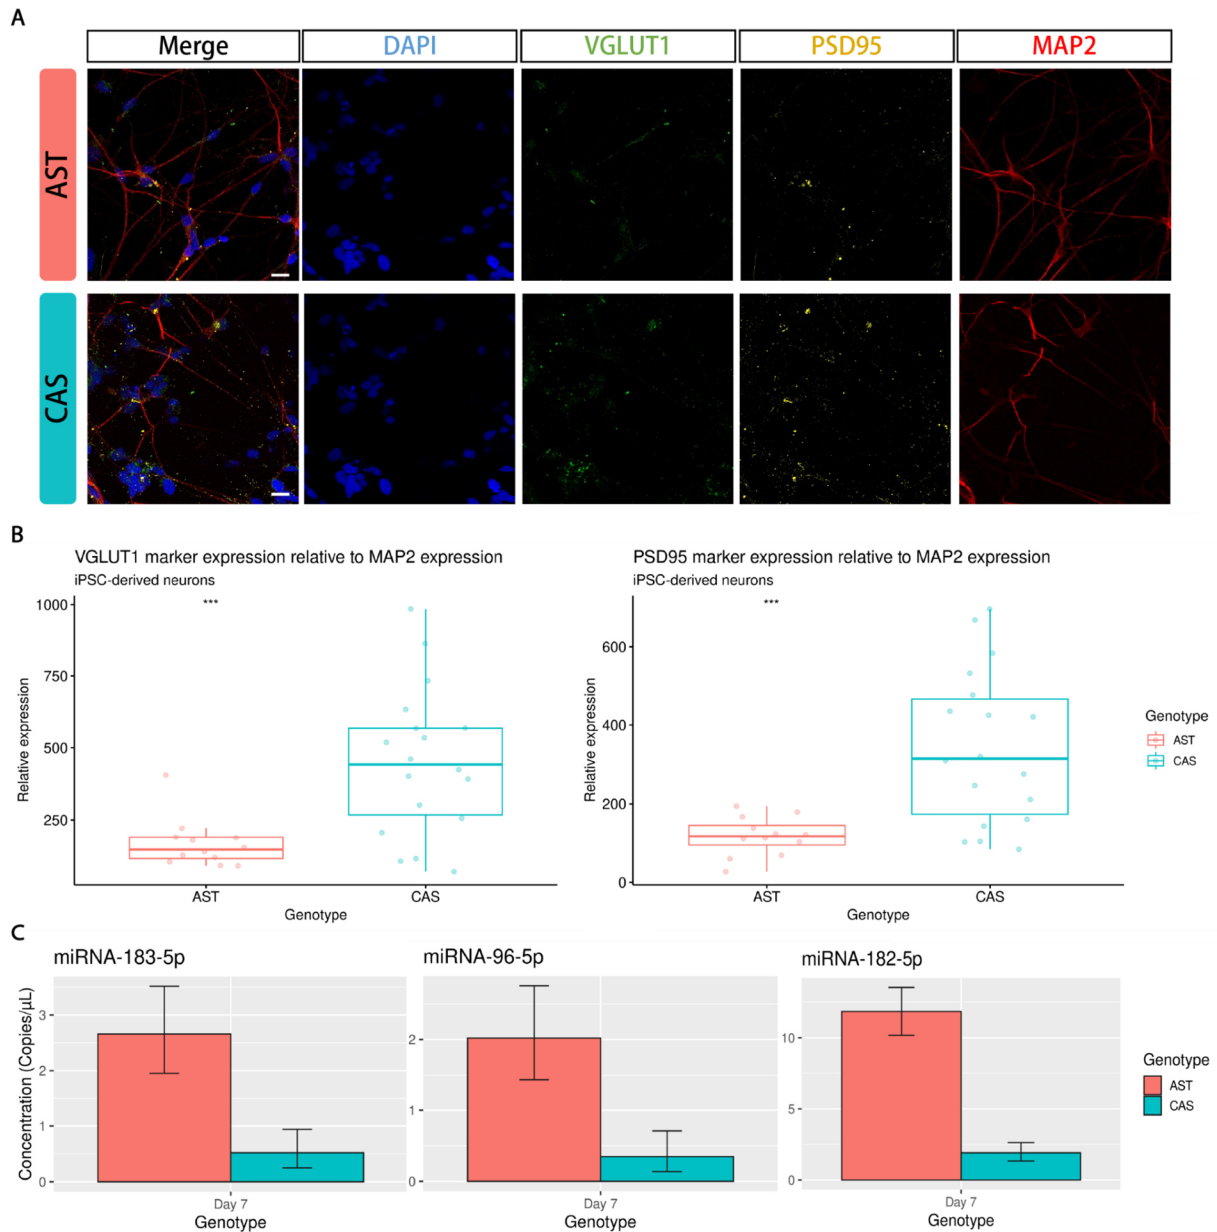 A
Merge
DAPI
VGLUT1
PSD95
MAP2
AST
CAS
B
VGLUT1 marker expression relative to MAP2 expression
iPSC-derived neurons
***
1000
750
500
250
Relative expression
AST
CAS
Genotype
PSD95 marker expression relative to MAP2 expression
iPSC-derived neurons
***
600
400
200
0
Relative expression
AST
CAS
Genotype
Genotype
AST
CAS
C
miRNA-183-5p
3
2
1
0
Concentration (Copies/µL)
Day 7
Genotype
miRNA-96-5p
2
1
0
Day 7
Genotype
miRNA-182-5p
10
5
0
Day 7
Genotype
Genotype
AST
CAS